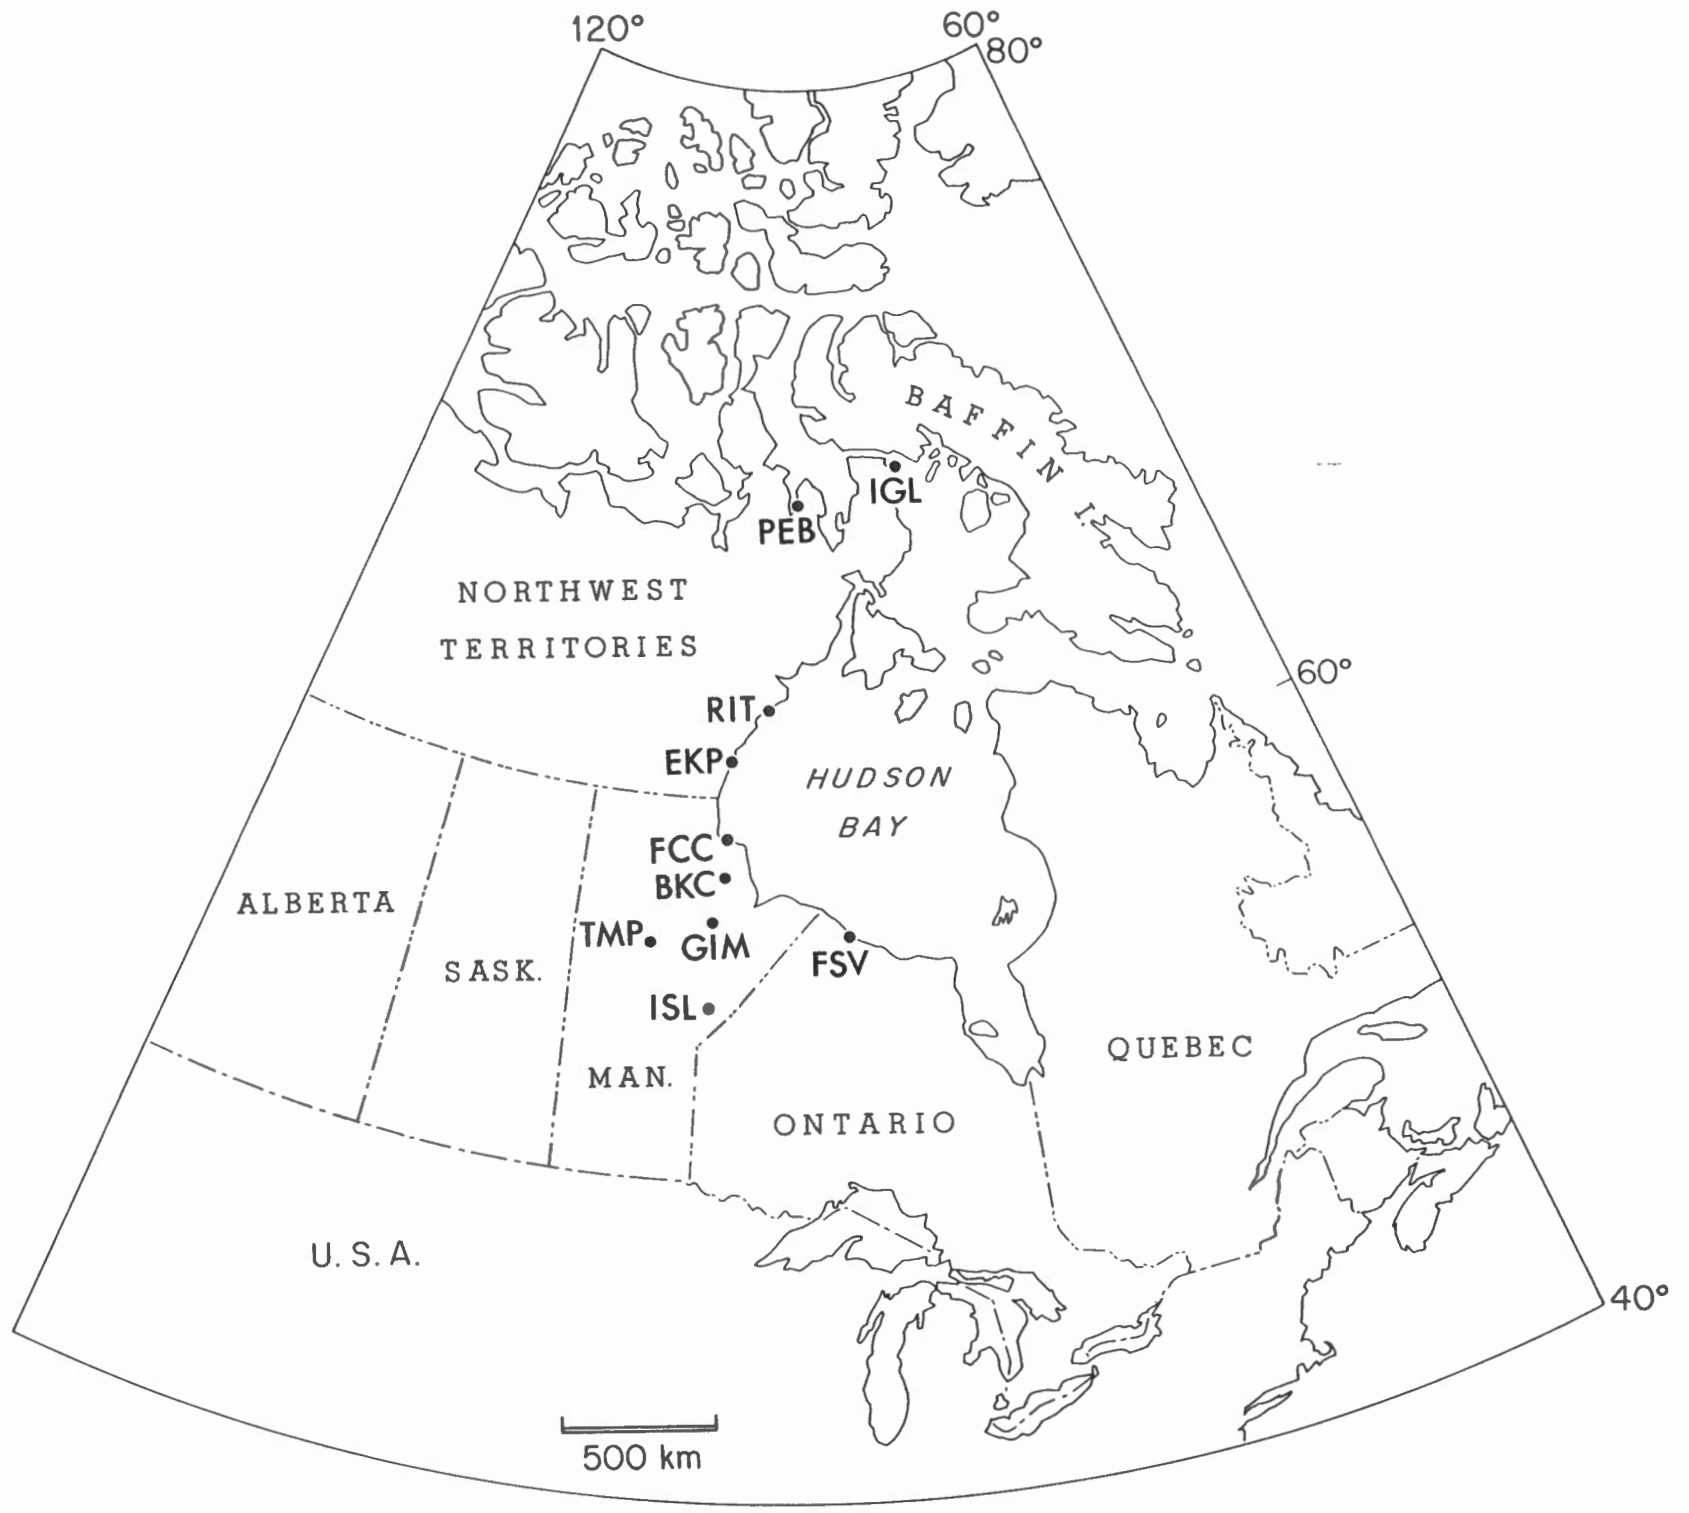 120°
60°
80°
BAFFIN I.
IGL
PEB
NORTHWEST
TERRITORIES
60°
RIT
EKP
HUDSON
BAY
FCC
BKC
ALBERTA
TMP
GIM
FSV
SASK.
ISL
QUEBEC
MAN.
ONTARIO
U.S.A.
40°
500 km